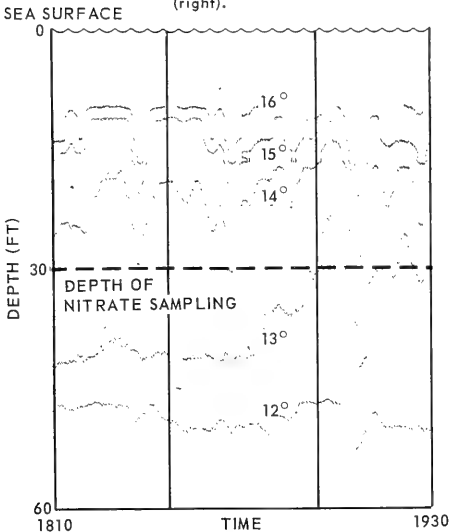 (right).
SEA SURFACE
0
16°
15°
14°
DEPTH (FT)
30
DEPTH OF
NITRATE SAMPLING
13°
12°
60
1810
TIME
1930